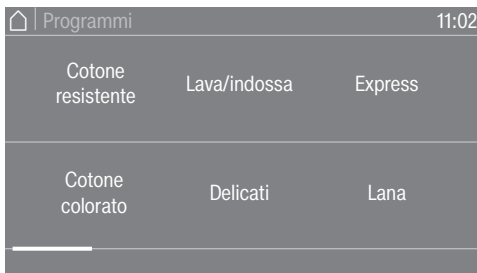 Programmi 11:02
Cotone
resistente
Lava/indossa
Express
Cotone
colorato
Delicati
Lana